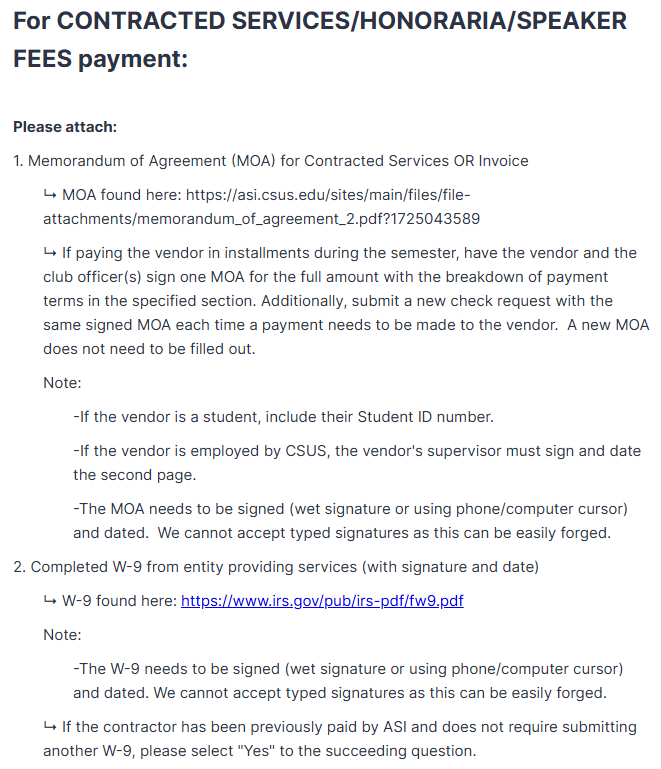 For CONTRACTED SERVICES/HONORARIA/SPEAKER
FEES payment:
Please attach:
1. Memorandum of Agreement (MOA) for Contracted Services OR Invoice
↳ MOA found here: https://asi.csus.edu/sites/main/files/file-
attachments/memorandum_of_agreement_2.pdf?1725043589
↳ If paying the vendor in installments during the semester, have the vendor and the
club officer(s) sign one MOA for the full amount with the breakdown of payment
terms in the specified section. Additionally, submit a new check request with the
same signed MOA each time a payment needs to be made to the vendor.  A new MOA
does not need to be filled out.
Note:
-If the vendor is a student, include their Student ID number.
-If the vendor is employed by CSUS, the vendor's supervisor must sign and date
the second page.
-The MOA needs to be signed (wet signature or using phone/computer cursor)
and dated.  We cannot accept typed signatures as this can be easily forged.
2. Completed W-9 from entity providing services (with signature and date)
↳ W-9 found here: https://www.irs.gov/pub/irs-pdf/fw9.pdf
Note:
-The W-9 needs to be signed (wet signature or using phone/computer cursor)
and dated. We cannot accept typed signatures as this can be easily forged.
↳ If the contractor has been previously paid by ASI and does not require submitting
another W-9, please select "Yes" to the succeeding question.